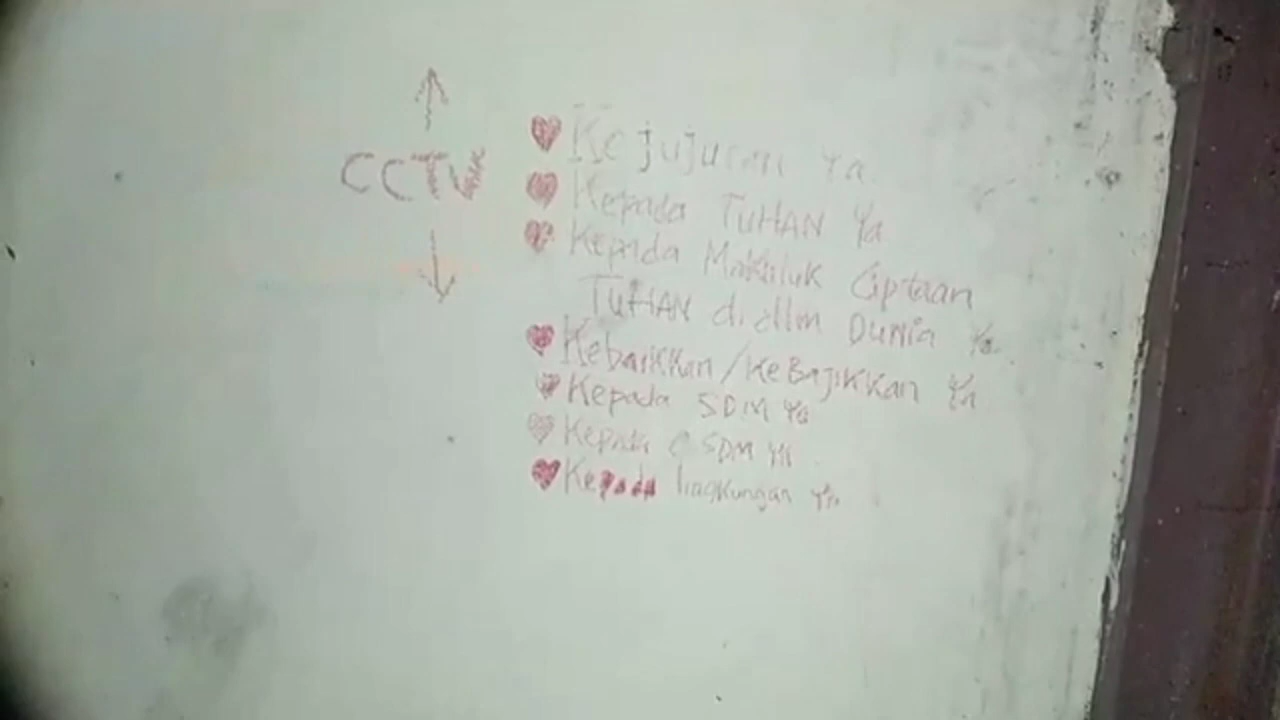 CCTV
Kejujuran Ya
Kepada TUHAN Ya
Kepada Makaluk Ciptaan
TUHAN di dlm Dunia Ya
Kebaikkan / KeBajikkan Ya
Kepada SDM Ya
Kepada SDM Ya
Kepada lingkungan Ya